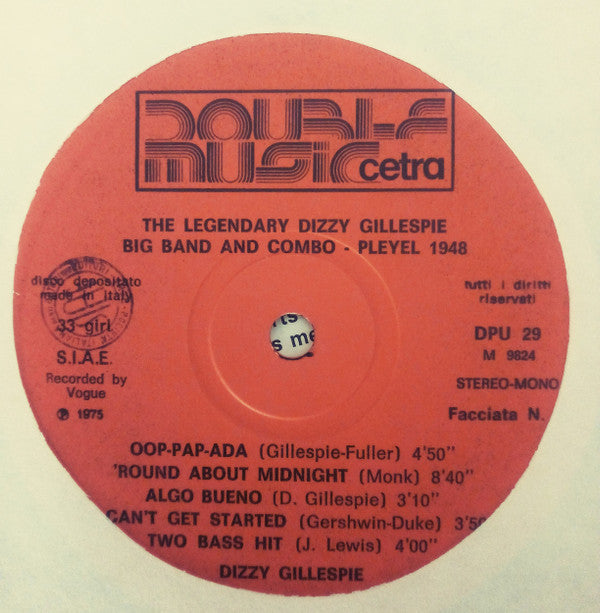 DOUBLE
MUSIC cetra
THE LEGENDARY DIZZY GILLESPIE
BIG BAND AND COMBO - PLEYEL 1948
disco depositato
made in italy
33 giri
S.I.A.E.
Recorded by
Vogue
℗ 1975
tutti i diritti
riservati
DPU 29
M 9824
STEREO-MONO
Facciata N.
s me
OOP-PAP-ADA (Gillespie-Fuller) 4'50"
'ROUND ABOUT MIDNIGHT (Monk) 8'40"
ALGO BUENO (D. Gillespie) 3'10"
CAN'T GET STARTED (Gershwin-Duke) 3'50
TWO BASS HIT (J. Lewis) 4'00"
DIZZY GILLESPIE